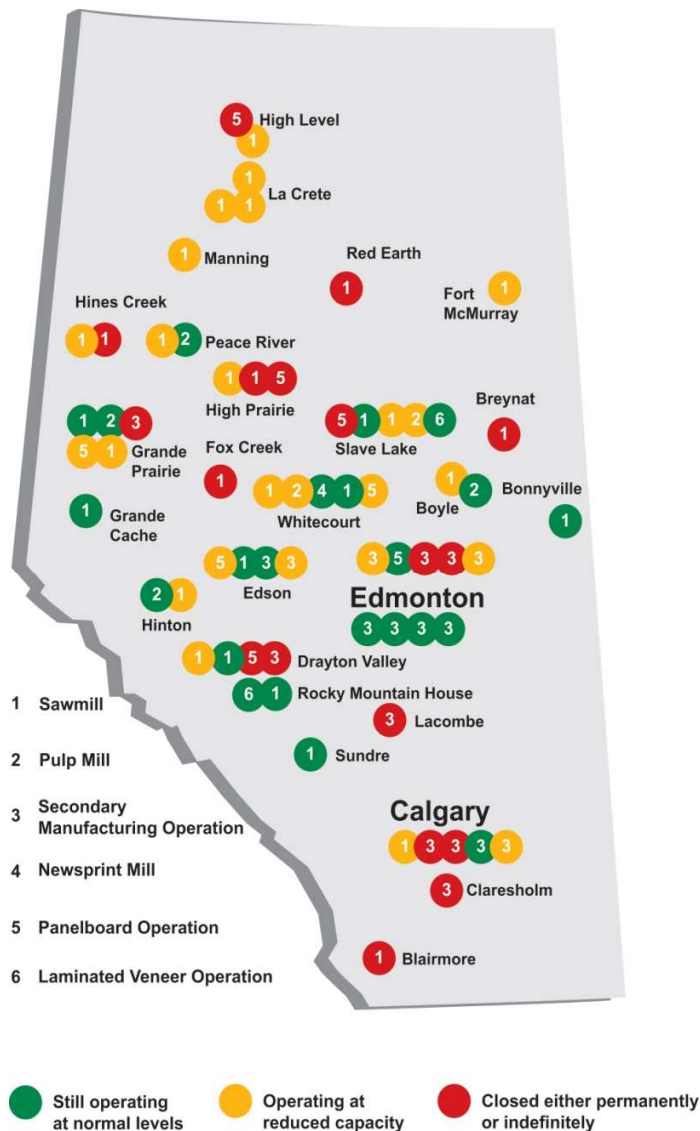 5 High Level
1
1
La Crete
1 1
1 Manning
Red Earth
1
1
Fort
McMurray
Hines Creek
1 1
1 2 Peace River
1 1 5
High Prairie
1 2 3
5 1 Grande
Prairie
5 1 1 2 6
Slave Lake
Breynat
1
Fox Creek
1
1 2 4 1 5
Whitecourt
1
2
Boyle
Bonnyville
1
1 Grande
Cache
5 1 3 3
Edson
3 5 3 3 3
Edmonton
3 3 3 3
2 1
Hinton
1 1 5 3 Drayton Valley
6 1 Rocky Mountain House
3 Lacombe
1 Sundre
Calgary
1 3 3 3 3
3 Claresholm
1 Blairmore
1 Sawmill
2 Pulp Mill
3 Secondary
Manufacturing Operation
4 Newsprint Mill
5 Panelboard Operation
6 Laminated Veneer Operation
Still operating
at normal levels
Operating at
reduced capacity
Closed either permanently
or indefinitely